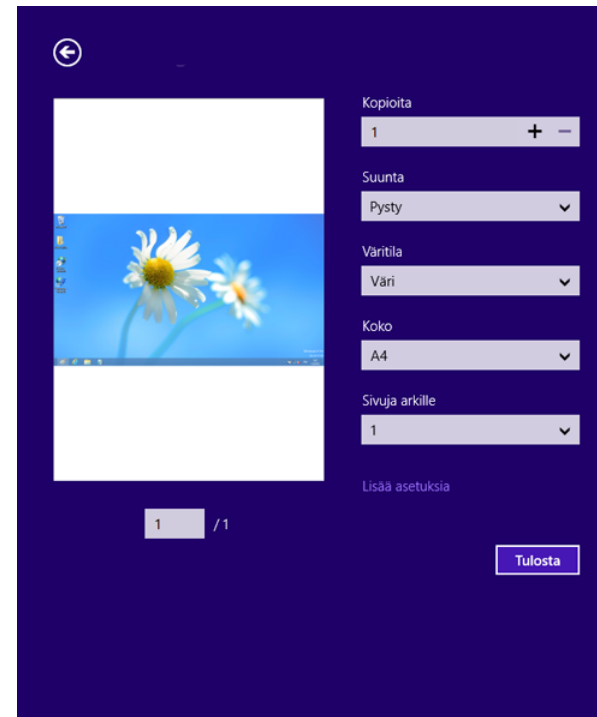 Kopioita
1
Suunta
Pysty
Väritila
Väri
Koko
A4
Sivuja arkille
1
Lisää asetuksia
1 / 1
Tulosta